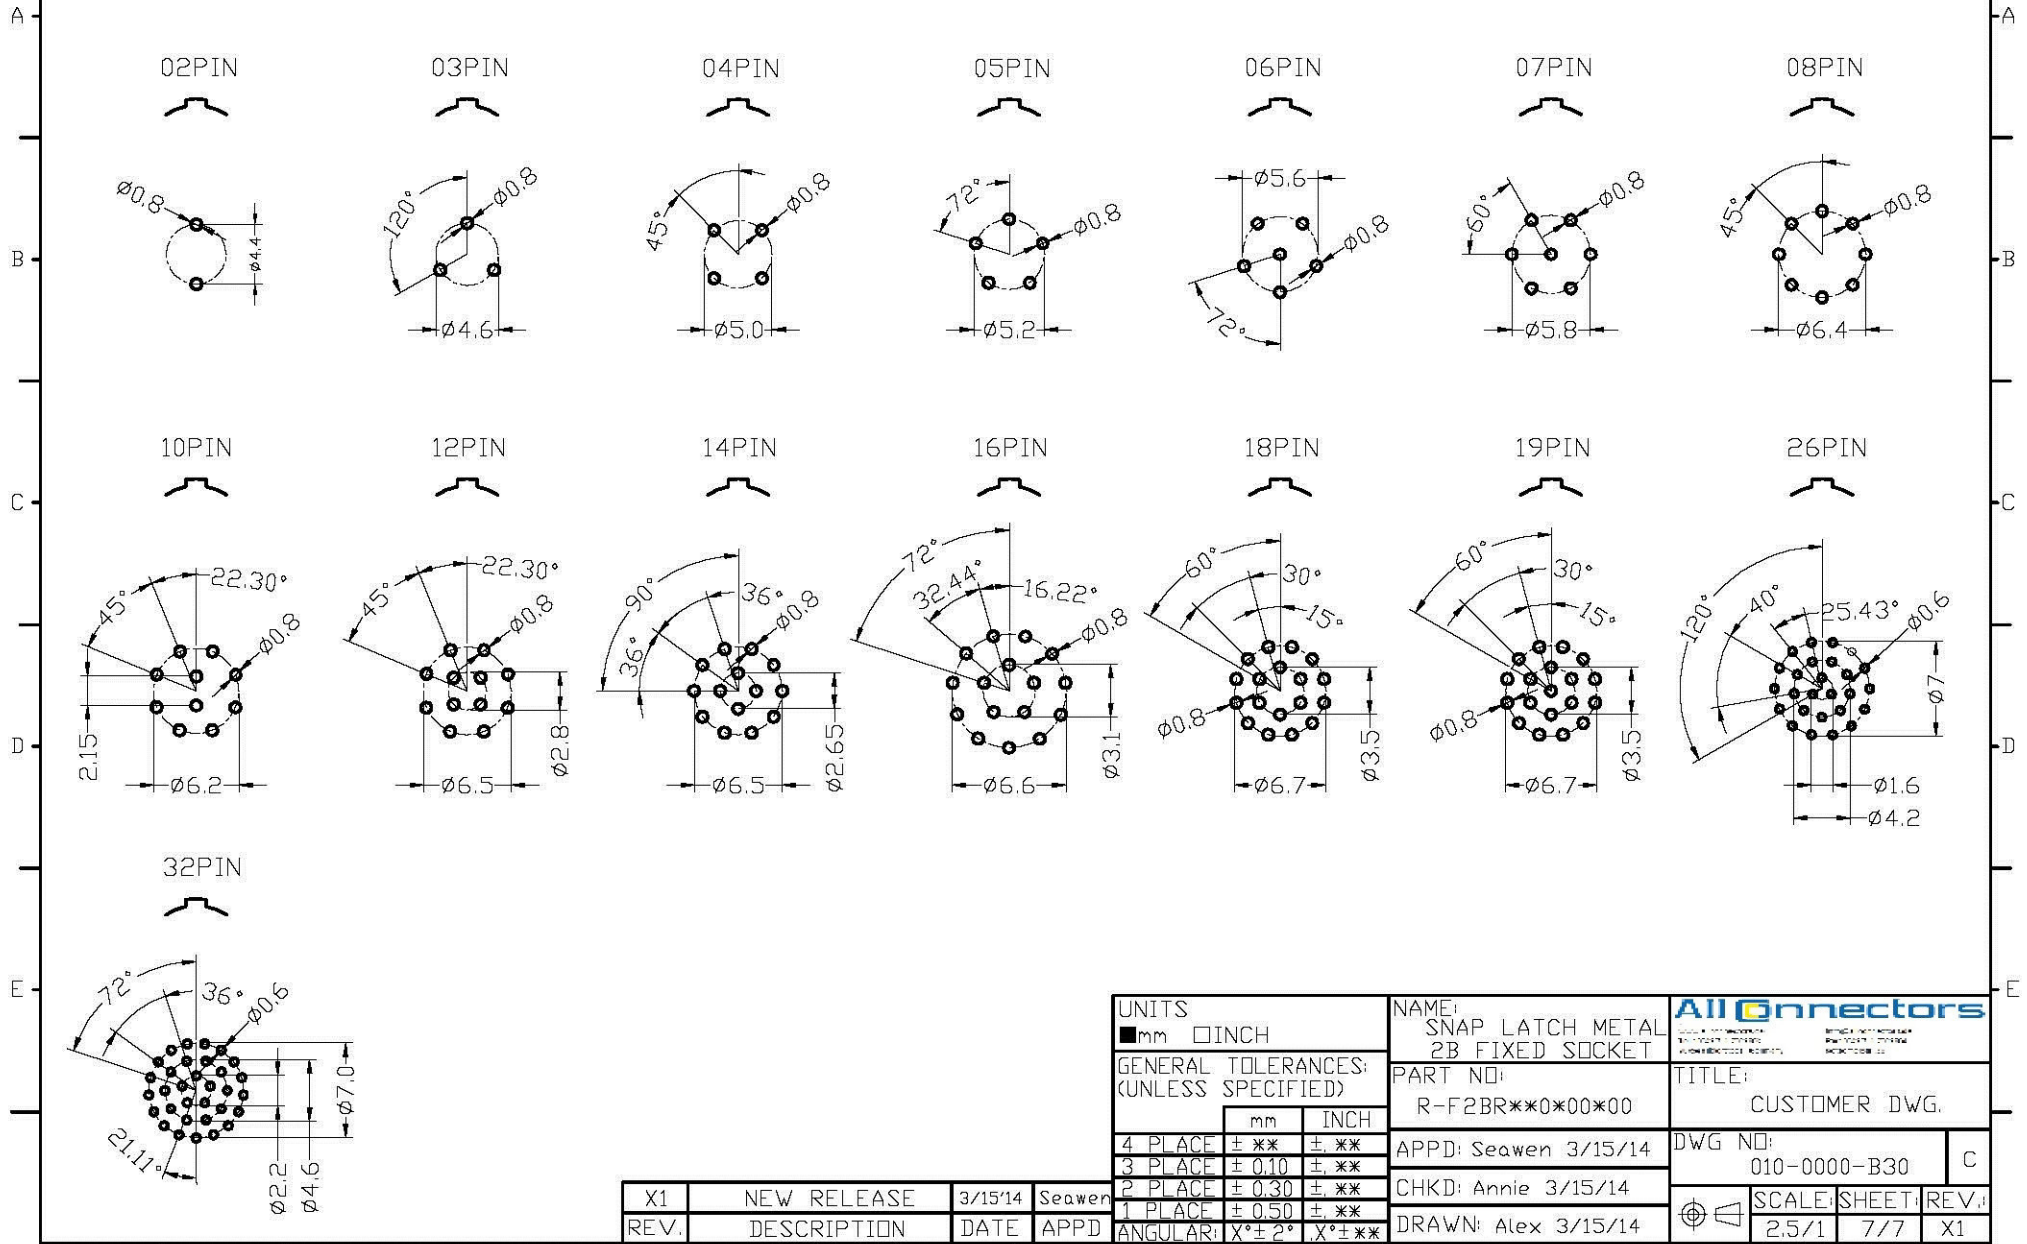 A A
02PIN 03PIN 04PIN 05PIN 06PIN 07PIN 08PIN
ø0.8 ø4.4
120° ø0.8 ø4.6
45° ø0.8 ø5.0
72° ø0.8 ø5.2
ø5.6 ø0.8 72°
60° ø0.8 ø5.8
45° ø0.8 ø6.4
B B
10PIN 12PIN 14PIN 16PIN 18PIN 19PIN 26PIN
C C
45° 22.30° ø0.8 2.15 ø6.2
45° 22.30° ø0.8 ø2.8 ø6.5
90° 36° 36° ø0.8 ø2.65 ø6.5
72° 32.44° 16.22° ø0.8 ø3.1 ø6.6
60° 30° 15° ø0.8 ø3.5 ø6.7
60° 30° 15° ø0.8 ø3.5 ø6.7
120° 40° 25.43° ø0.6 ø7 ø1.6 ø4.2
D D
32PIN
72° 36° ø0.6 ø7.0 21.11° ø2.2 ø4.6
E E
UNITS
■mm □INCH
GENERAL TOLERANCES:
(UNLESS SPECIFIED)
mm INCH
4 PLACE ± ** ±. **
3 PLACE ± 0.10 ±. **
2 PLACE ± 0.30 ±. **
1 PLACE ± 0.50 ±. **
ANGULAR: X°± 2° .X°± **
NAME:
SNAP LATCH METAL
2B FIXED SOCKET
PART NO:
R-F2BR**0*00*00
APPD: Seawen 3/15/14
CHKD: Annie 3/15/14
DRAWN: Alex 3/15/14
All Connectors
TITLE:
CUSTOMER DWG.
DWG NO:
010-0000-B30 C
SCALE: SHEET: REV.:
2.5/1 7/7 X1
X1 NEW RELEASE 3/15'14 Seawen
REV. DESCRIPTION DATE APPD